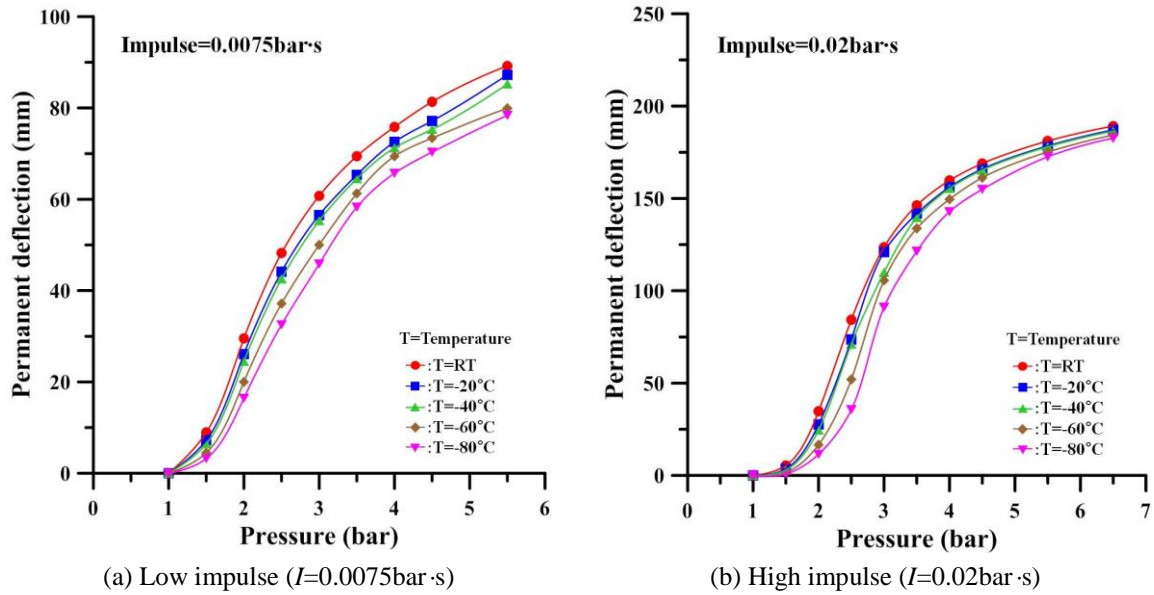 Impulse=0.0075bar·s
Permanent deflection (mm)
100
80
60
40
20
0
0 1 2 3 4 5 6
Pressure (bar)
T=Temperature
:T=RT
:T=-20°C
:T=-40°C
:T=-60°C
:T=-80°C
(a) Low impulse (I=0.0075bar·s)
Impulse=0.02bar·s
Permanent deflection (mm)
250
200
150
100
50
0
0 1 2 3 4 5 6 7
Pressure (bar)
T=Temperature
:T=RT
:T=-20°C
:T=-40°C
:T=-60°C
:T=-80°C
(b) High impulse (I=0.02bar·s)